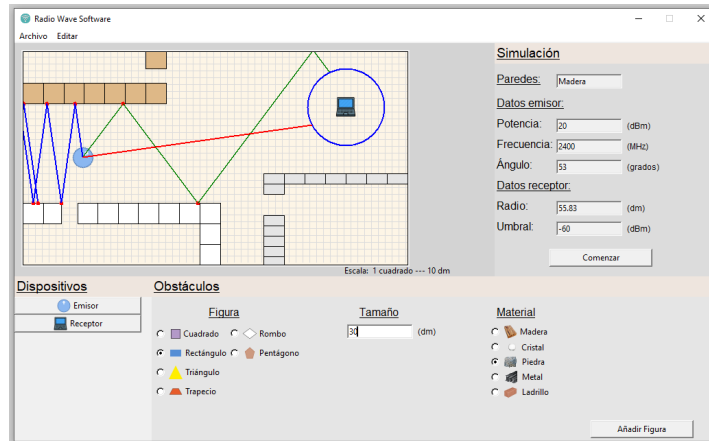 Radio Wave Software
Archivo Editar
Simulación
Paredes: Madera
Datos emisor:
Potencia: 20 (dBm)
Frecuencia: 2400 (MHz)
Ángulo: 53 (grados)
Datos receptor:
Radio: 55.83 (dm)
Umbral: -60 (dBm)
Comenzar
Escala: 1 cuadrado --- 10 dm
Dispositivos
Emisor
Receptor
Obstáculos
Figura
Cuadrado Rombo
Rectángulo Pentágono
Triángulo
Trapecio
Tamaño
30 (dm)
Material
Madera
Cristal
Piedra
Metal
Ladrillo
Añadir Figura